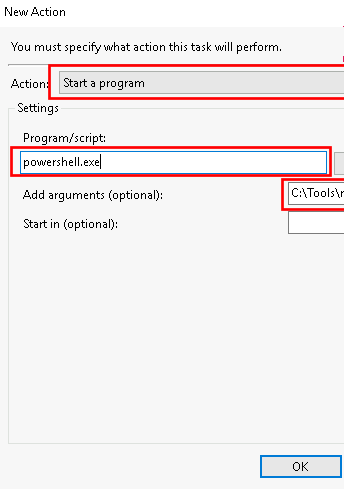 New Action
You must specify what action this task will perform.
Action: Start a program
Settings
Program/script:
powershell.exe
Add arguments (optional): C:\Tools\
Start in (optional):
OK